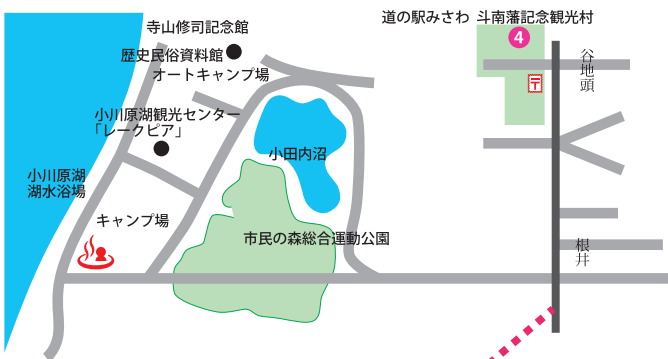 道の駅みさわ 斗南藩記念観光村
4
〒
谷地頭
寺山修司記念館
歴史民俗資料館
オートキャンプ場
小川原湖観光センター
「レークピア」
小田内沼
小川原湖
湖水浴場
キャンプ場
市民の森総合運動公園
根井